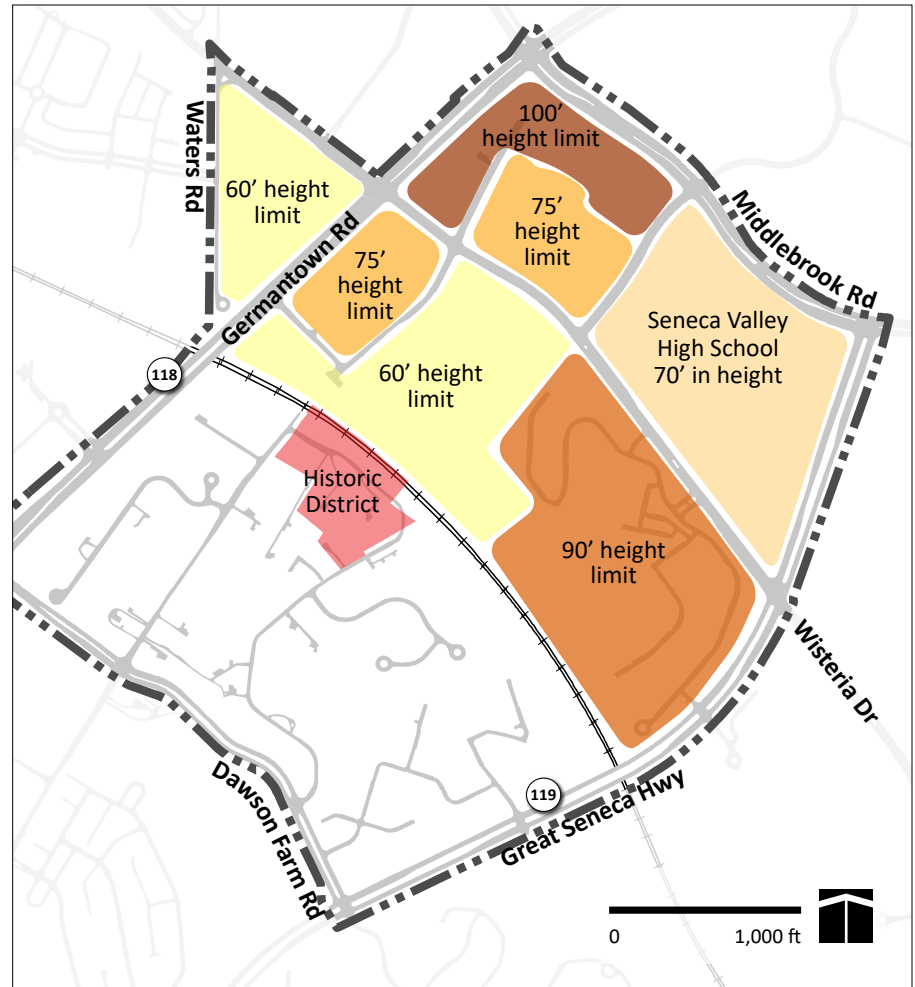 100’
height limit
Waters Rd
60’ height
limit
75’
height
limit
Middlebrook Rd
Germantown Rd
75’
height
limit
Seneca Valley
High School
70’ in height
118
60’ height
limit
Historic
District
90’ height
limit
Wisteria Dr
Dawson Farm Rd
119
Great Seneca Hwy
0
1,000 ft